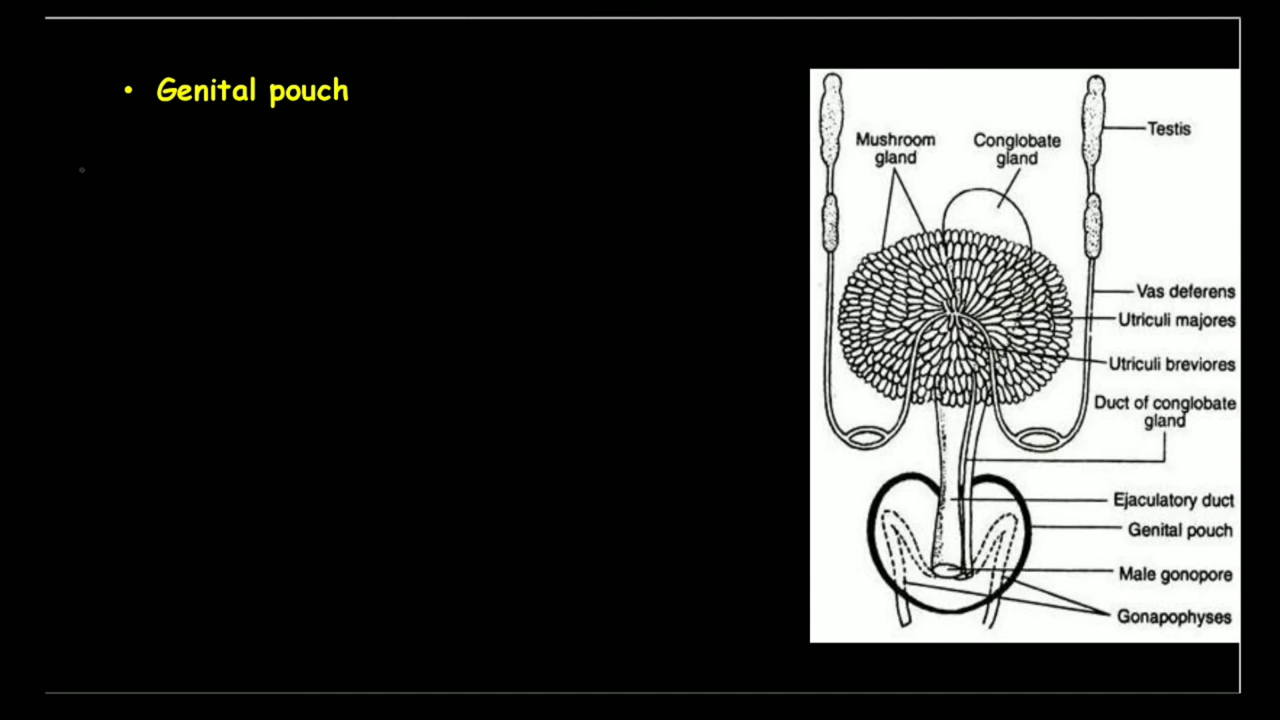 • Genital pouch
Testis
Mushroom
gland
Conglobate
gland
Vas deferens
Utriculi majores
Utriculi breviores
Duct of conglobate
gland
Ejaculatory duct
Genital pouch
Male gonopore
Gonapophyses